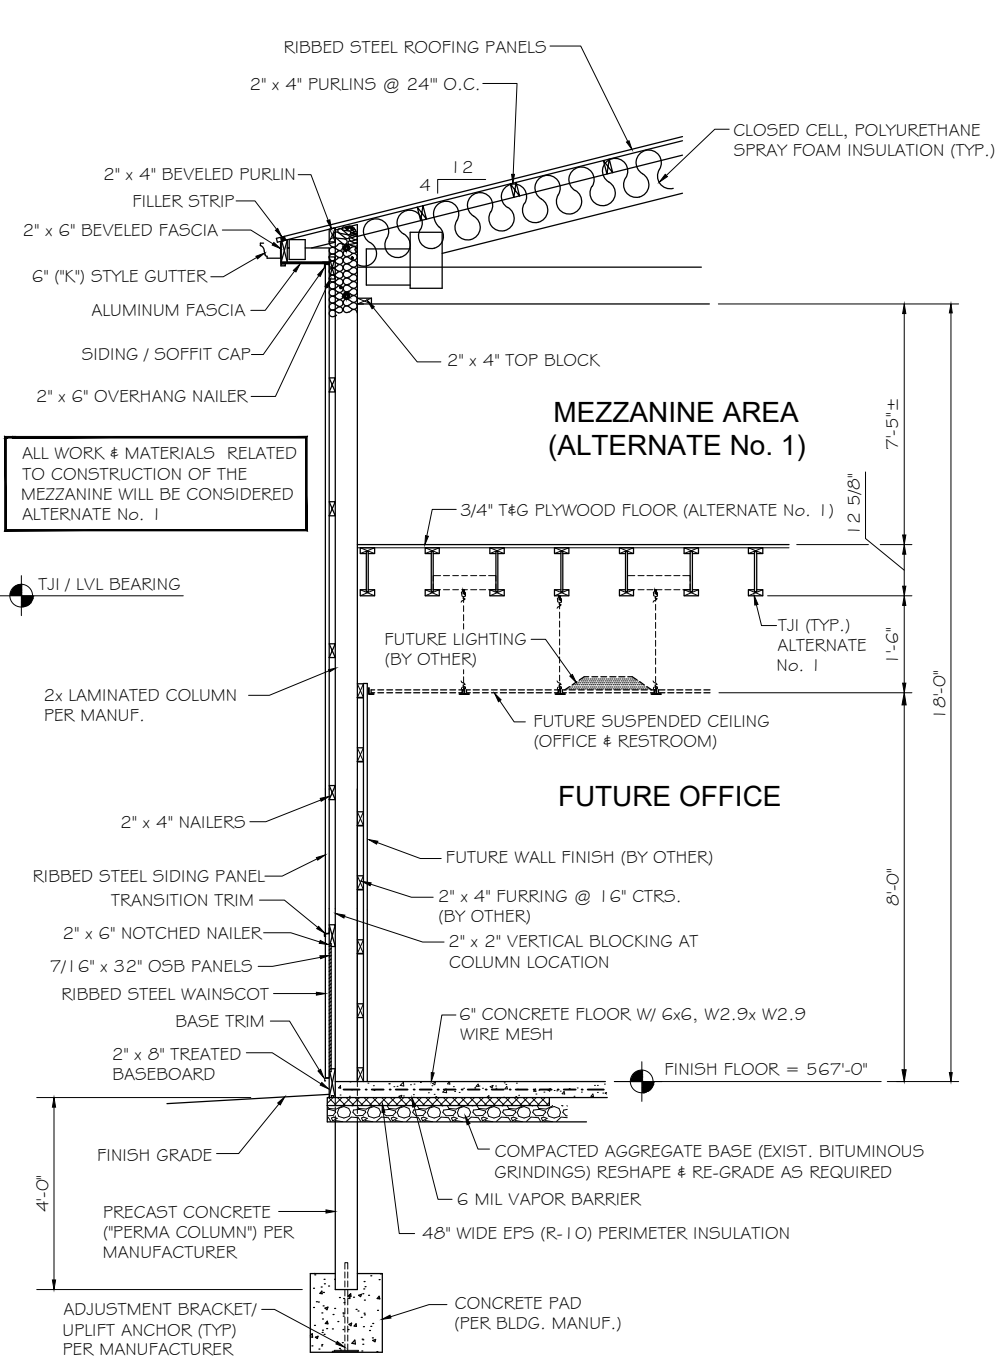 RIBBED STEEL ROOFING PANELS
2" x 4" PURLINS @ 24"' O.C.
CLOSED CELL, POLYURETHANE
SPRAY FOAM INSULATION (TYP.)
12
4
2" x 4" BEVELED PURLIN
FILLER STRIP
2" x 6" BEVELED FASCIA
6" ("K") STYLE GUTTER
ALUMINUM FASCIA
SIDING / SOFFIT CAP
2" x 6" OVERHANG NAILER
2" x 4" TOP BLOCK
MEZZANINE AREA
(ALTERNATE No. 1)
7'-5"±
ALL WORK & MATERIALS RELATED
TO CONSTRUCTION OF THE
MEZZANINE WILL BE CONSIDERED
ALTERNATE No. 1
3/4" T&G PLYWOOD FLOOR (ALTERNATE No. 1)
12 5/8"
TJI / LVL BEARING
FUTURE LIGHTING
(BY OTHER)
TJI (TYP.)
ALTERNATE
No. 1
1'-6"
18'-0"
2x LAMINATED COLUMN
PER MANUF.
FUTURE SUSPENDED CEILING
(OFFICE & RESTROOM)
FUTURE OFFICE
2" x 4" NAILERS
FUTURE WALL FINISH (BY OTHER)
8'-0"
RIBBED STEEL SIDING PANEL
TRANSITION TRIM
2" x 4" FURRING @ 16" CTRS.
(BY OTHER)
2" x 6" NOTCHED NAILER
2" x 2" VERTICAL BLOCKING AT
COLUMN LOCATION
7/16" x 32" OSB PANELS
RIBBED STEEL WAINSCOT
BASE TRIM
6" CONCRETE FLOOR W/ 6x6, W2.9x W2.9
WIRE MESH
2" x 8" TREATED
BASEBOARD
FINISH FLOOR = 567'-0"
FINISH GRADE
COMPACTED AGGREGATE BASE (EXIST. BITUMINOUS
GRINDINGS) RESHAPE & RE-GRADE AS REQUIRED
4'-0"
6 MIL VAPOR BARRIER
PRECAST CONCRETE
("PERMA COLUMN") PER
MANUFACTURER
48" WIDE EPS (R-10) PERIMETER INSULATION
ADJUSTMENT BRACKET/
UPLIFT ANCHOR (TYP)
PER MANUFACTURER
CONCRETE PAD
(PER BLDG. MANUF.)